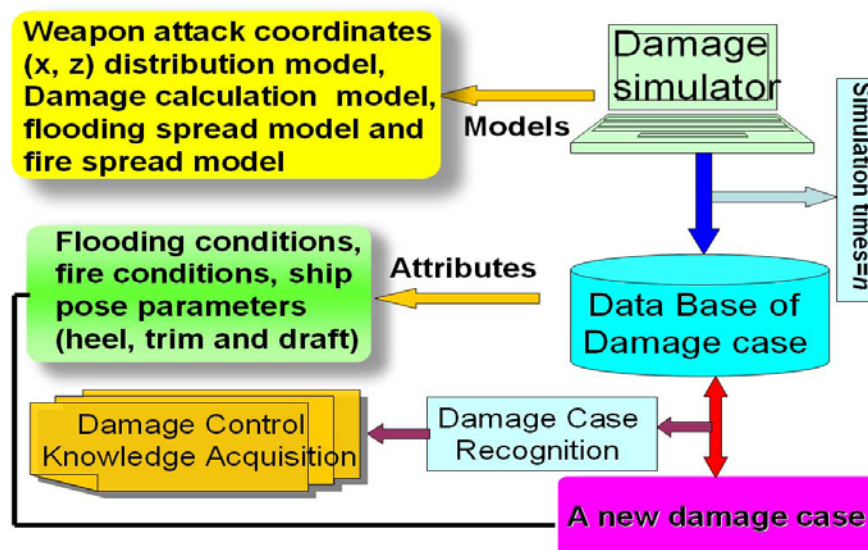 Weapon attack coordinates
(x, z) distribution model,
Damage calculation model,
flooding spread model and
fire spread model
Models
Damage
simulator
Simulation times=n
Flooding conditions,
fire conditions, ship
pose parameters
(heel, trim and draft)
Attributes
Data Base of
Damage case
Damage Control
Knowledge Acquisition
Damage Case
Recognition
A new damage case